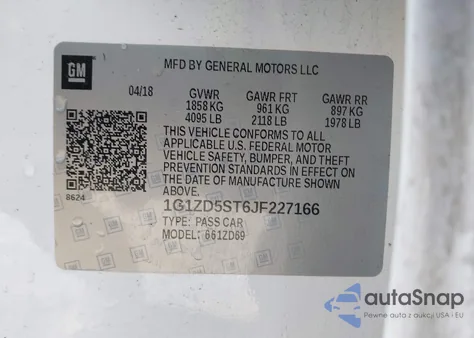 GM
MFD BY GENERAL MOTORS LLC
04/18 GVWR GAWR FRT GAWR RR
1858 KG 961 KG 897 KG
4095 LB 2118 LB 1978 LB
THIS VEHICLE CONFORMS TO ALL
APPLICABLE U.S. FEDERAL MOTOR
VEHICLE SAFETY, BUMPER, AND THEFT
PREVENTION STANDARDS IN EFFECT
ON THE DATE OF MANUFACTURE SHOWN
ABOVE.
8624
1G1ZD5ST6JF227166
TYPE: PASS CAR
MODEL: 661ZD69
autoSnap
Pewne auta z USA i EU